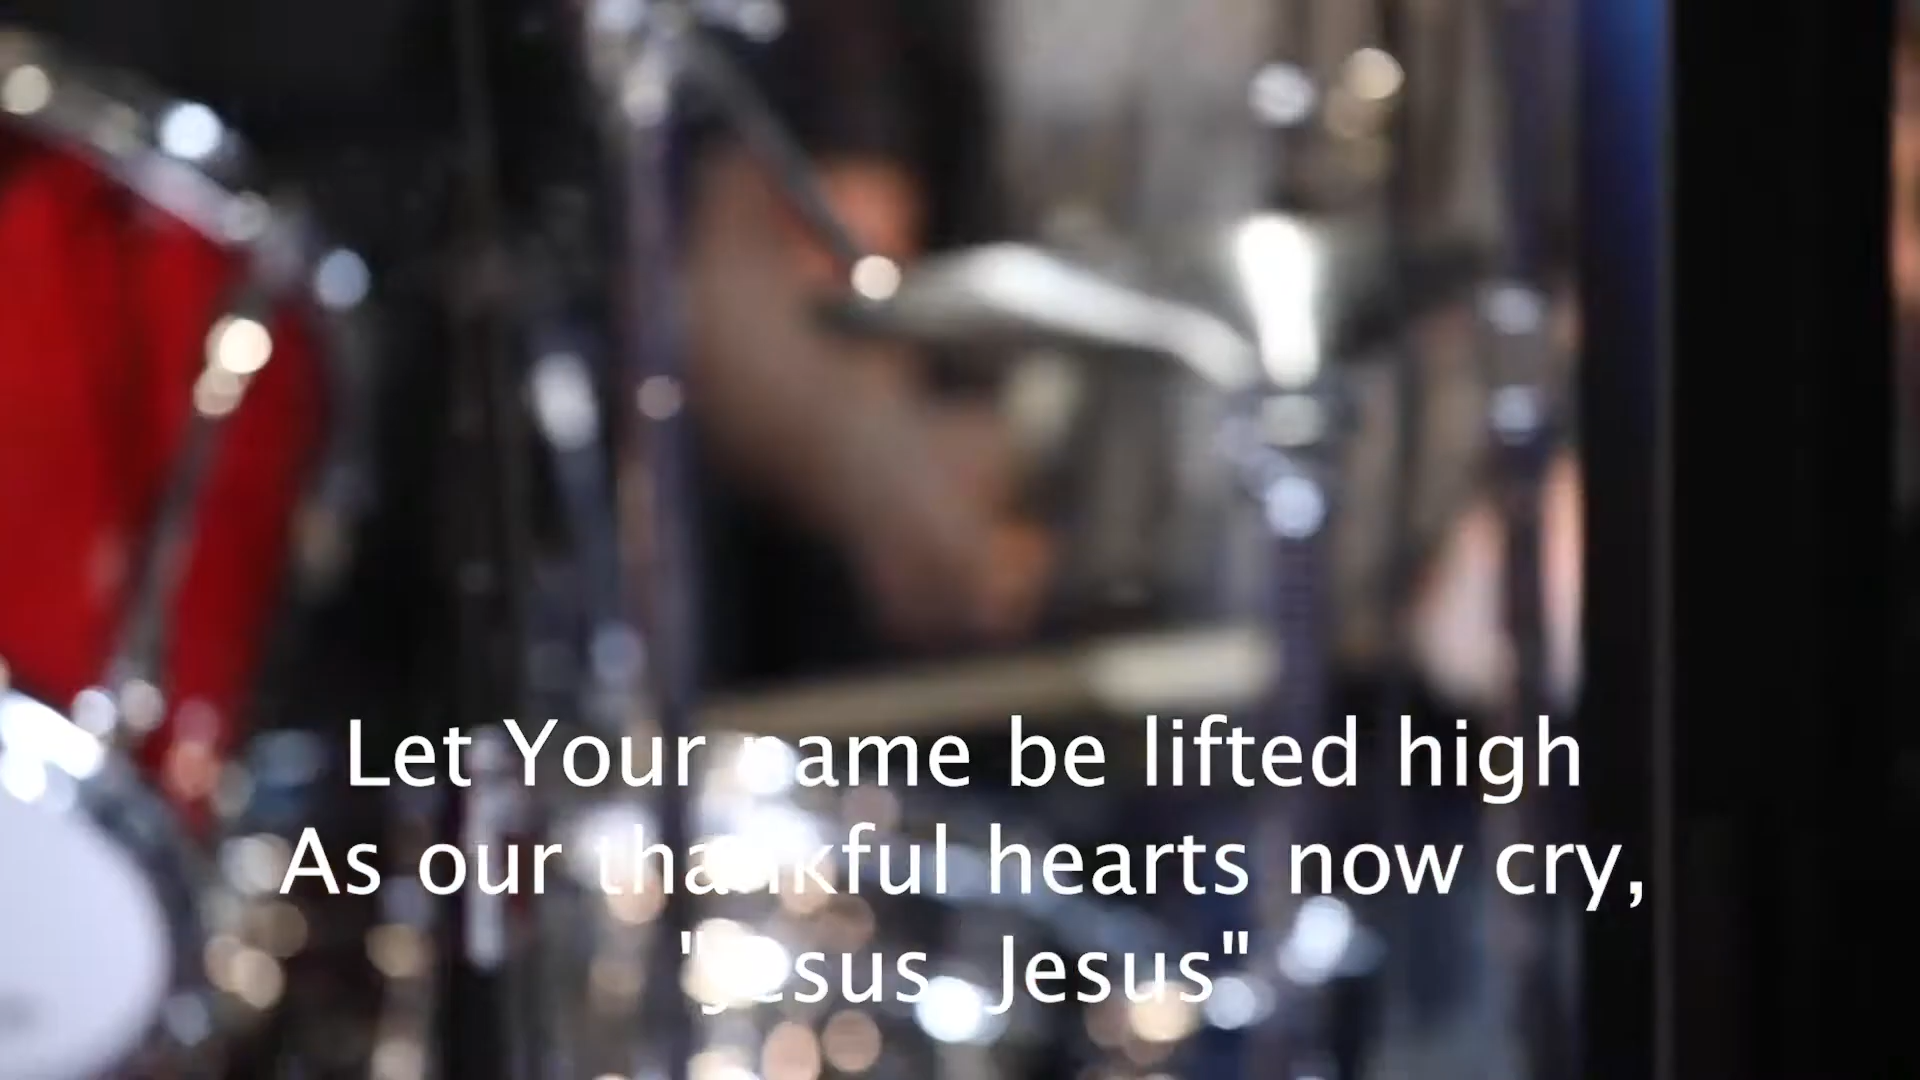 Let Your name be lifted high
As our thankful hearts now cry,
"Jesus, Jesus"